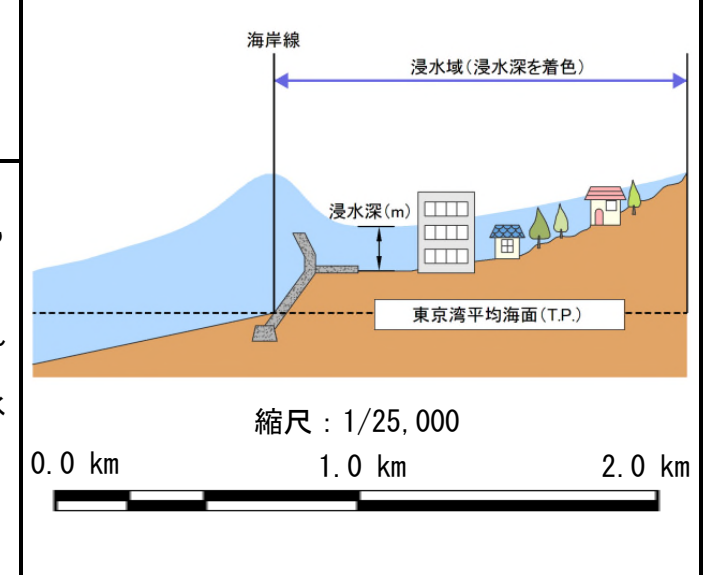 海岸線
浸水域(浸水深を着色)
浸水深(m)
東京湾平均海面(T.P.)
縮尺：1/25,000
0.0 km 1.0 km 2.0 km